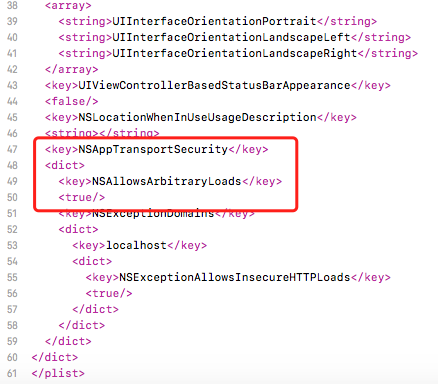 38 <array>
39 <string>UIInterfaceOrientationPortrait</string>
40 <string>UIInterfaceOrientationLandscapeLeft</string>
41 <string>UIInterfaceOrientationLandscapeRight</string>
42 </array>
43 <key>UIViewControllerBasedStatusBarAppearance</key>
44 <false/>
45 <key>NSLocationWhenInUseUsageDescription</key>
46 <string></string>
47 <key>NSAppTransportSecurity</key>
48 <dict>
49 <key>NSAllowsArbitraryLoads</key>
50 <true/>
51 <key>NSExceptionDomains</key>
52 <dict>
53 <key>localhost</key>
54 <dict>
55 <key>NSExceptionAllowsInsecureHTTPLoads</key>
56 <true/>
57 </dict>
58 </dict>
59 </dict>
60 </dict>
61 </plist>